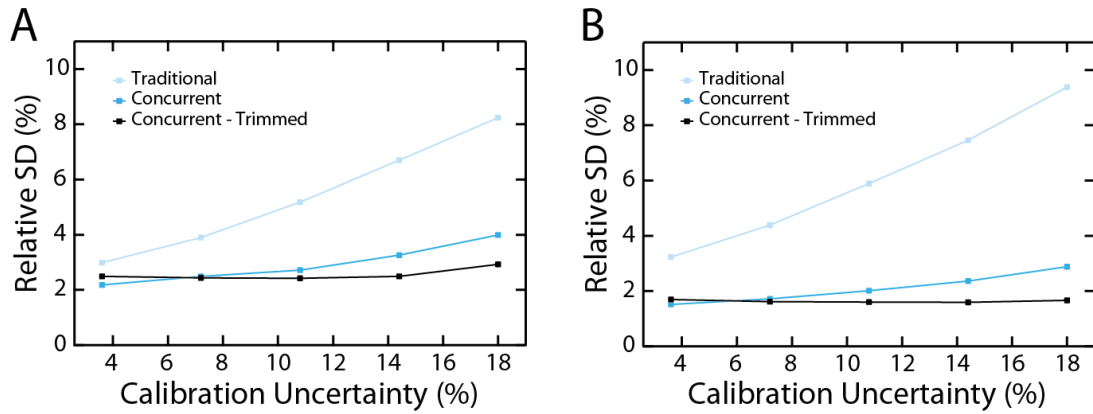 A
Relative SD (%)
10
8
6
4
2
0
Traditional
Concurrent
Concurrent - Trimmed
4 6 8 10 12 14 16 18
Calibration Uncertainty (%)
B
Relative SD (%)
10
8
6
4
2
0
Traditional
Concurrent
Concurrent - Trimmed
4 6 8 10 12 14 16 18
Calibration Uncertainty (%)